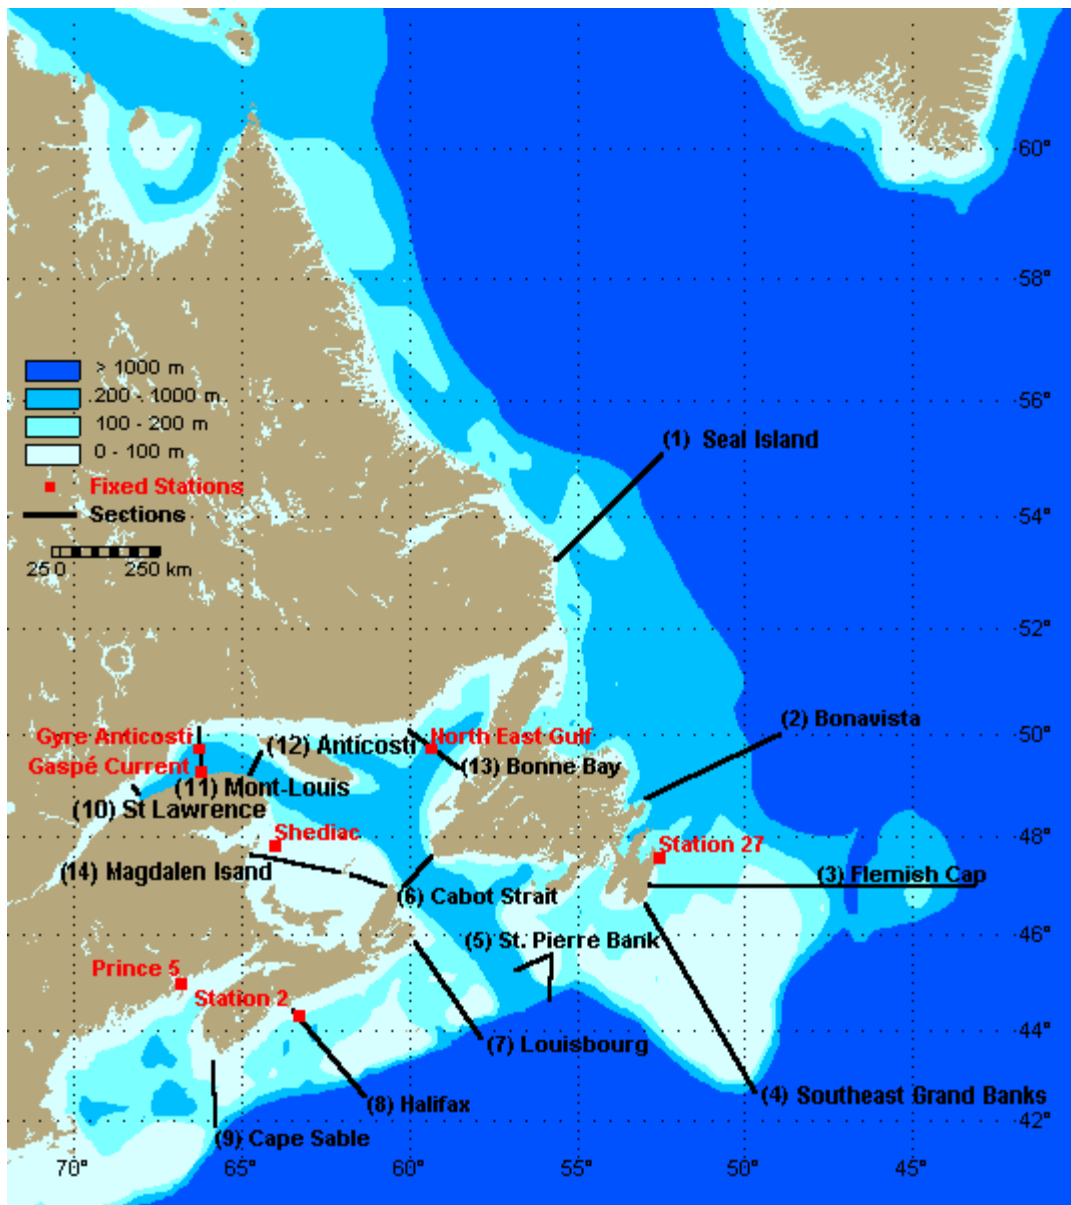 60°
58°
> 1000 m
200 - 1000 m
100 - 200 m
0 - 100 m
56°
(1) Seal Island
Fixed Stations
Sections
54°
25 0 250 km
52°
(2) Bonavista
Gyre Anticosti
North East Gulf
50°
(12) Anticosti
Gaspé Current
(13) Bonne Bay
(11) Mont-Louis
(10) St Lawrence
Shediac
48°
Station 27
(14) Magdalen Isand
(3) Flemish Cap
(6) Cabot Strait
(5) St. Pierre Bank
46°
Prince 5
Station 2
44°
(7) Louisbourg
(4) Southeast Grand Banks
(8) Halifax
42°
(9) Cape Sable
70° 65° 60° 55° 50° 45°